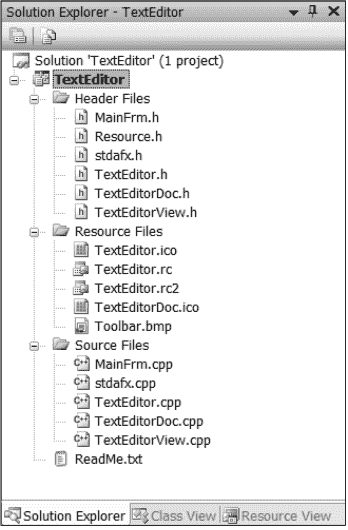 Solution Explorer - TextEditor
Solution 'TextEditor' (1 project)
TextEditor
Header Files
MainFrm.h
Resource.h
stdafx.h
TextEditor.h
TextEditorDoc.h
TextEditorView.h
Resource Files
TextEditor.ico
TextEditor.rc
TextEditor.rc2
TextEditorDoc.ico
Toolbar.bmp
Source Files
MainFrm.cpp
stdafx.cpp
TextEditor.cpp
TextEditorDoc.cpp
TextEditorView.cpp
ReadMe.txt
Solution Explorer Class View Resource View